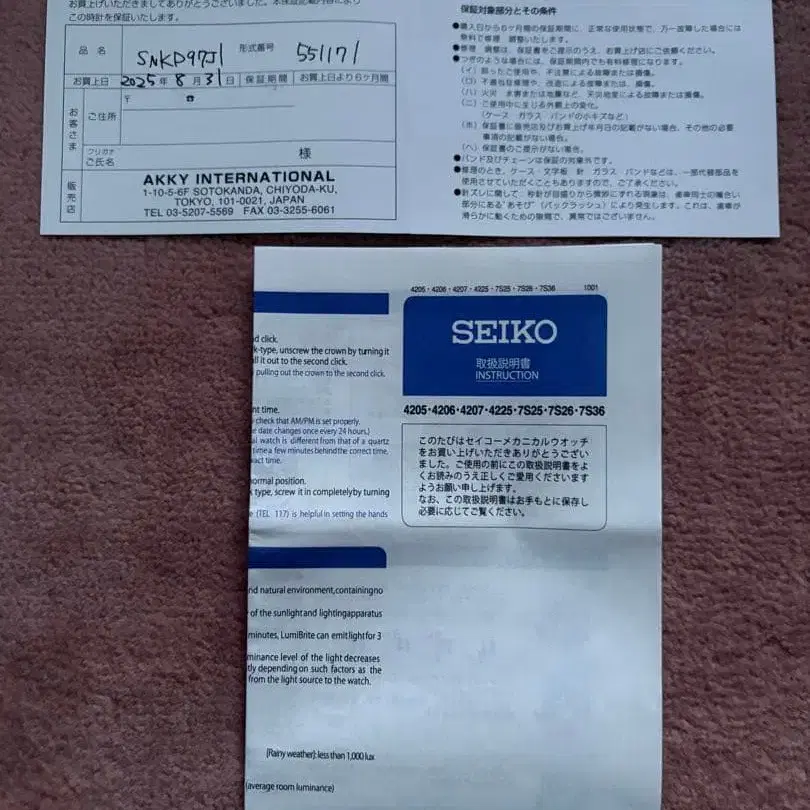 お買上げいただきましてありがとうございました。本保証記載内容により
この時計を保証いたします。
品 名 SNKD97J1 形式番号 551171
お買上日 2025年 8月 31日 保証期間 お買上日より6ヶ月間
お客さま
〒 ☎
ご住所
フリガナ
ご氏名 様
販売店
AKKY INTERNATIONAL
1-10-5-6F SOTOKANDA, CHIYODA-KU,
TOKYO, 101-0021, JAPAN
TEL 03-5207-5569 FAX 03-3255-6061
保証対象部分とその条件
●購入日から6ヶ月間の保証期間に、正常な使用状態で、万一故障した場合には
無料で修理、調整いたします。
●修理、調整は、保証書をご提示のうえ、お買上げ店にご依頼ください。
●つぎのような場合には、保証期間内でも有料修理になります。
(イ) 誤ったご使用や、不注意による故障または損傷。
(ロ) 不適当な修理や、改造による故障または、損傷。
(ハ) 火災、水害または地震など、天災地変による故障または損傷。
(ニ) ご使用中に生じる外観上の変化。
(ケース、ガラス、バンドの小キズなど)
(ホ) 保証書に販売店及びお買上げ年月日の記載がない場合、その他の必要
事項の記載がない場合。
(ヘ) 保証書のご提示がない場合。
●バンド及びチェーンは保証の対象外です。
●修理のとき、ケース・文字板、針、ガラス、バンドなどは、一部代替部品を
使用させていただくこともありますので、ご了承ください。
●針ズレに関して、秒針が目盛りから僅かにずれる現象は、歯車同士の噛合い
部分にある"あそび"(バックラッシュ)により発生します。これは、歯車が
滑らかに動くための隙間で、異常ではございません。
4205・4206・4207・4225・7S25・7S26・7S36 1001
SEIKO
取扱説明書
INSTRUCTION
4205・4206・4207・4225・7S25・7S26・7S36
このたびはセイコーメカニカルウオッチ
をお買い上げいただきありがとうござい
ました。ご使用の前にこの取扱説明書をよ
くお読みのうえ正しくご愛用くださいます
ようお願い申し上げます。
なお、この取扱説明書はお手もとに保存し
必要に応じてご覧ください。
d click.
k-type, unscrew the crown by turning it
ll it out to the second click.
pulling out the crown to the second click.
nt time.
check that AM/PM is set properly.
e date changes once every 24 hours.)
al watch is different from that of a quartz
time a few minutes behind the correct time,
act time.
ormal position.
type, screw it in completely by turning
e (TEL 117) is helpful in setting the hands
nd natural environment, containing no
of the sunlight and lighting apparatus
minutes, LumiBrite can emit light for 3
minance level of the light decreases
tly depending on such factors as the
from the light source to the watch.
(Rainy weather): less than 1,000 lux
(average room luminance)